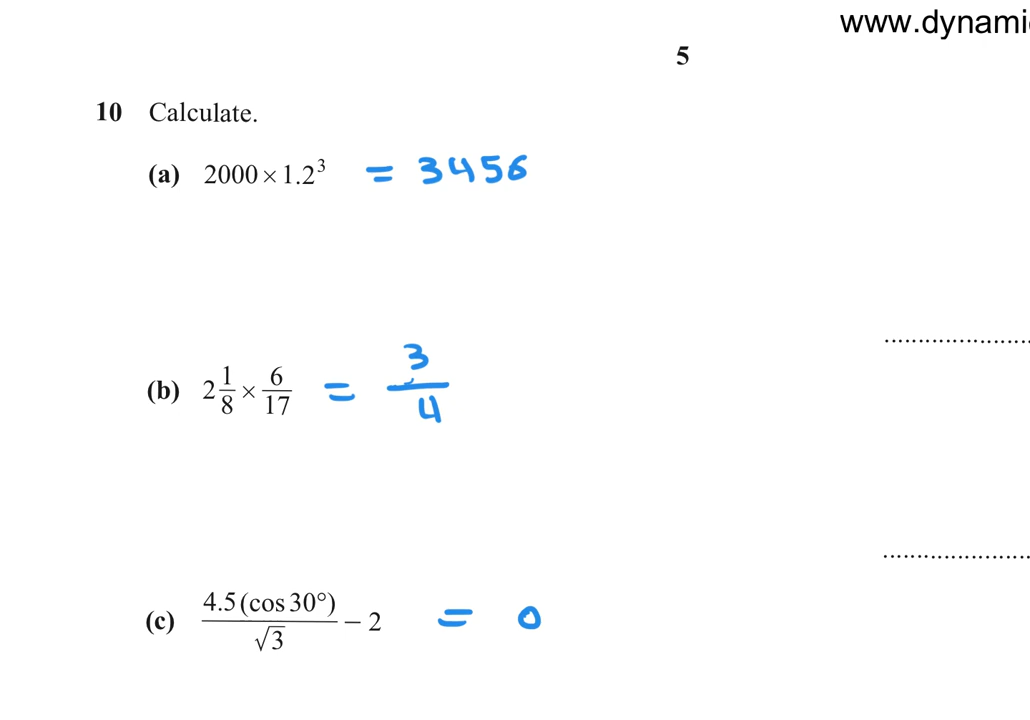 www.dynami
5
10 Calculate.
(a) 2000 × 1.2³ = 3456
(b) 2 1/8 × 6/17 = 3/4
(c) 4.5(cos 30°)/√3 − 2 = 0